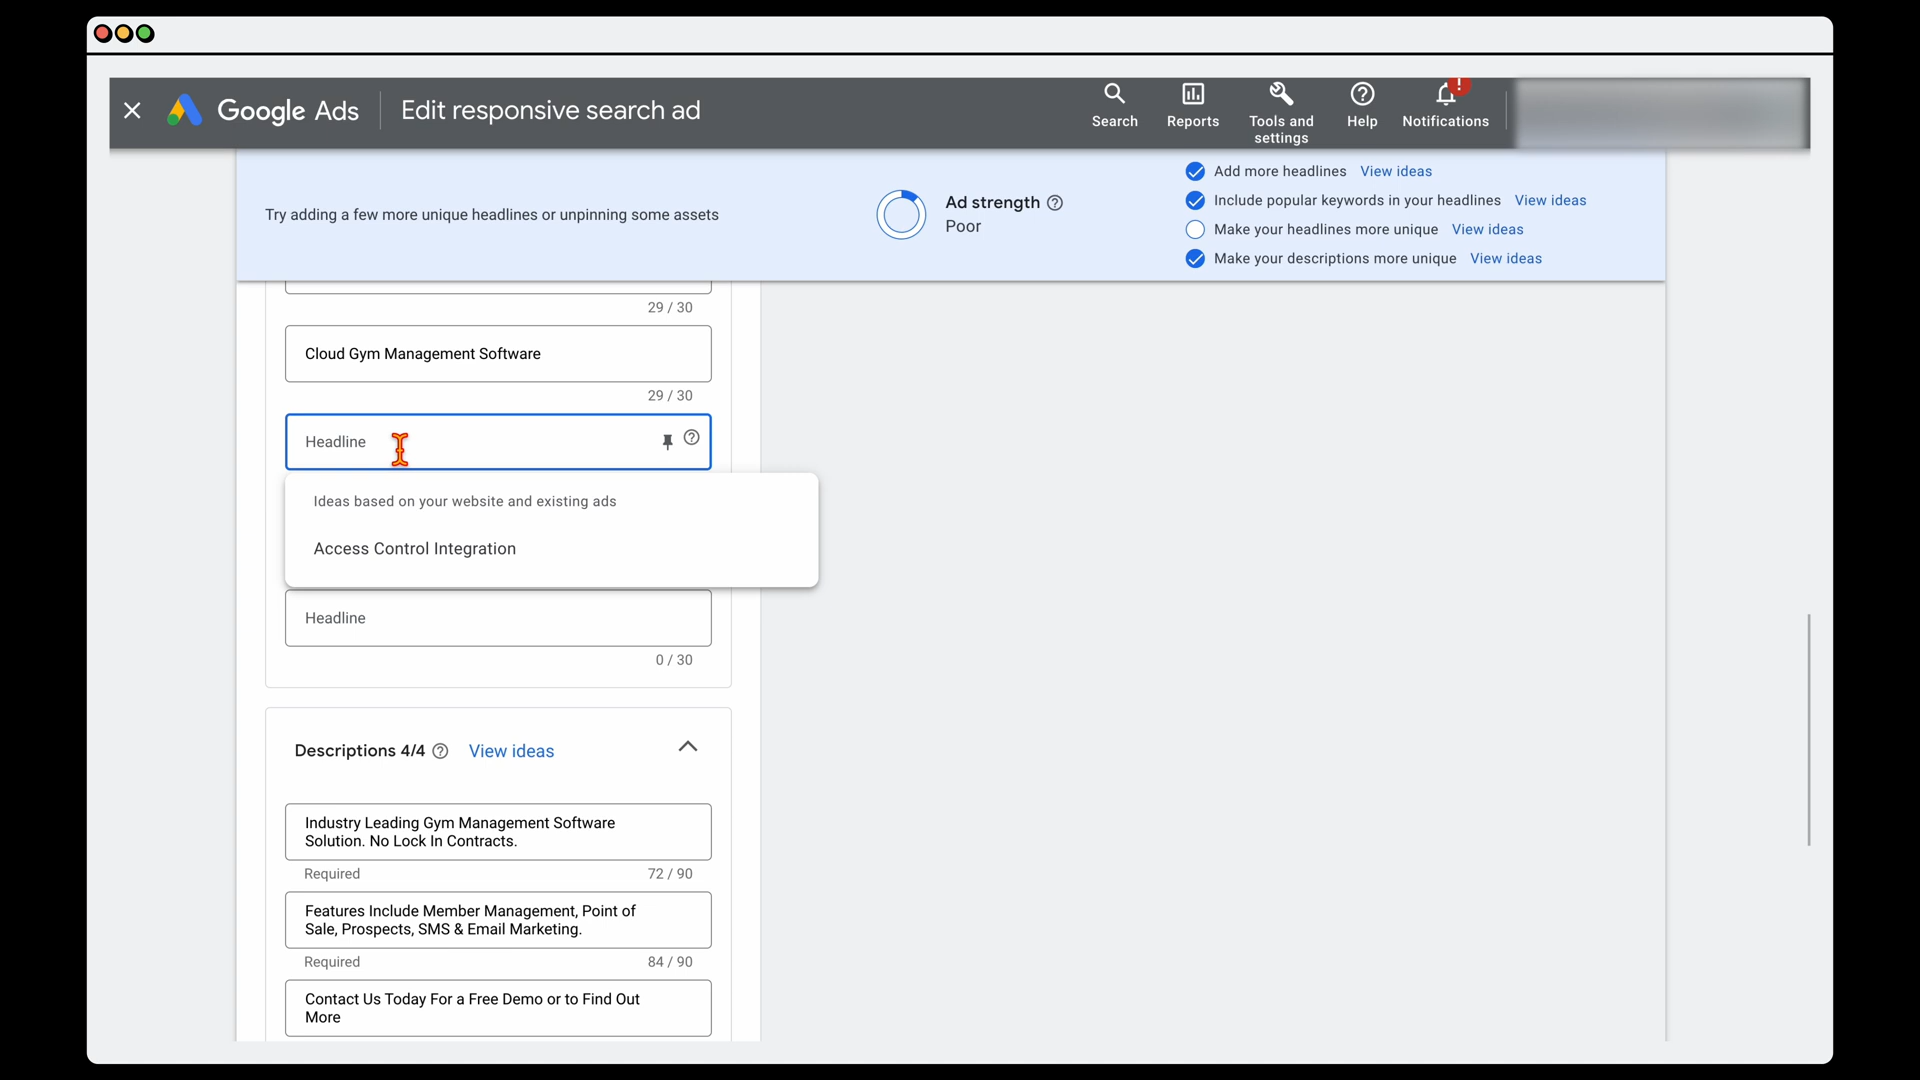 Google Ads
Edit responsive search ad
Search
Reports
Tools and
settings
Help
!
Notifications
Try adding a few more unique headlines or unpinning some assets
Ad strength
Poor
Add more headlines View ideas
Include popular keywords in your headlines View ideas
Make your headlines more unique View ideas
Make your descriptions more unique View ideas
29 / 30
Cloud Gym Management Software
29 / 30
Headline
Ideas based on your website and existing ads
Access Control Integration
Headline
0 / 30
Descriptions 4/4 View ideas
Industry Leading Gym Management Software
Solution. No Lock In Contracts.
Required 72 / 90
Features Include Member Management, Point of
Sale, Prospects, SMS & Email Marketing.
Required 84 / 90
Contact Us Today For a Free Demo or to Find Out
More